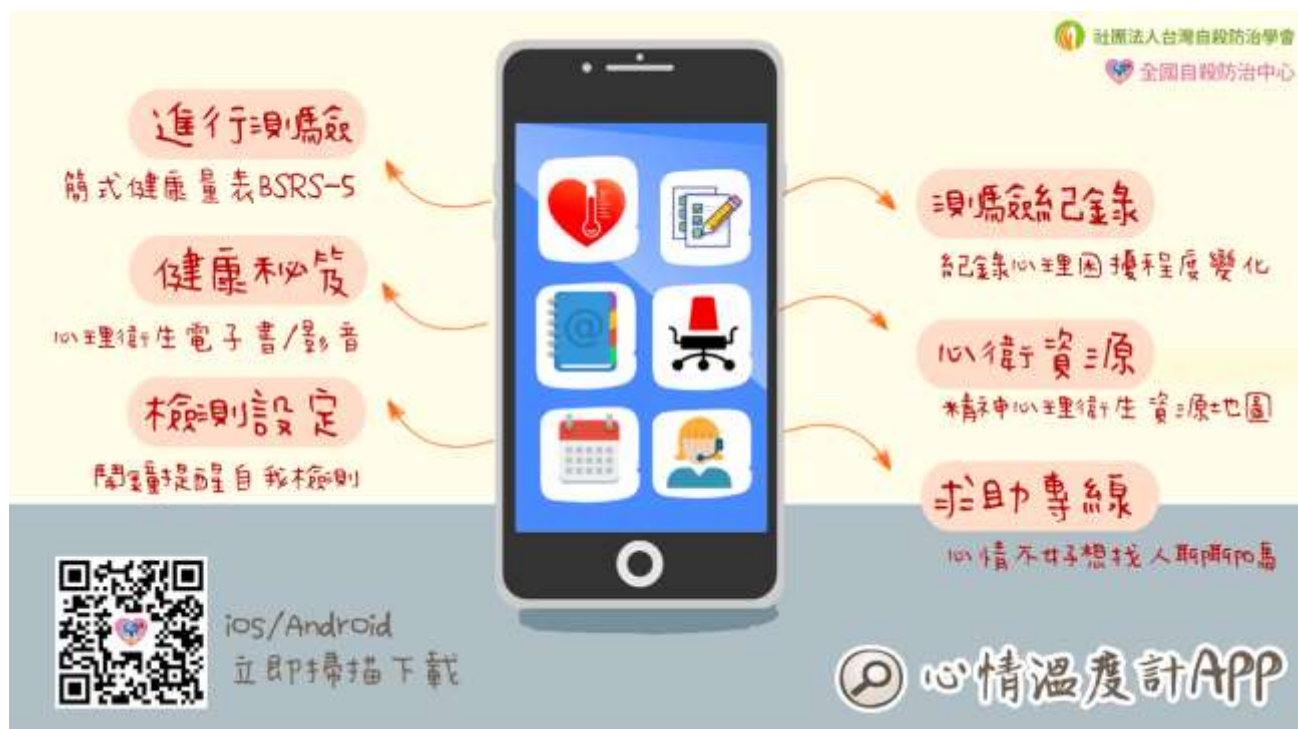 社團法人台灣自殺防治學會
全國自殺防治中心
進行測驗
簡式健康量表BSRS-5
健康秘笈
心理衛生電子書/影音
檢測設定
鬧鐘提醒自我檢測
測驗紀錄
紀錄心理困擾程度變化
心衛資源
精神心理衛生資源地圖
求助專線
心情不好想找人聊聊嗎
ios/Android
立即掃描下載
心情溫度計APP